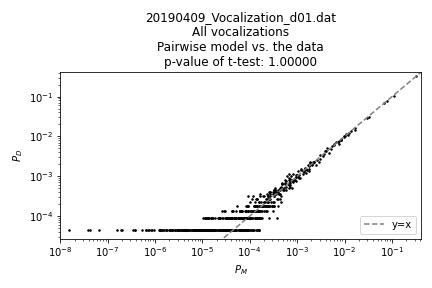 20190409_Vocalization_d01.dat
All vocalizations
Pairwise model vs. the data
p-value of t-test: 1.00000
10⁻¹
10⁻²
10⁻³
10⁻⁴
P_D
y=x
10⁻⁸ 10⁻⁷ 10⁻⁶ 10⁻⁵ 10⁻⁴ 10⁻³ 10⁻² 10⁻¹
P_M